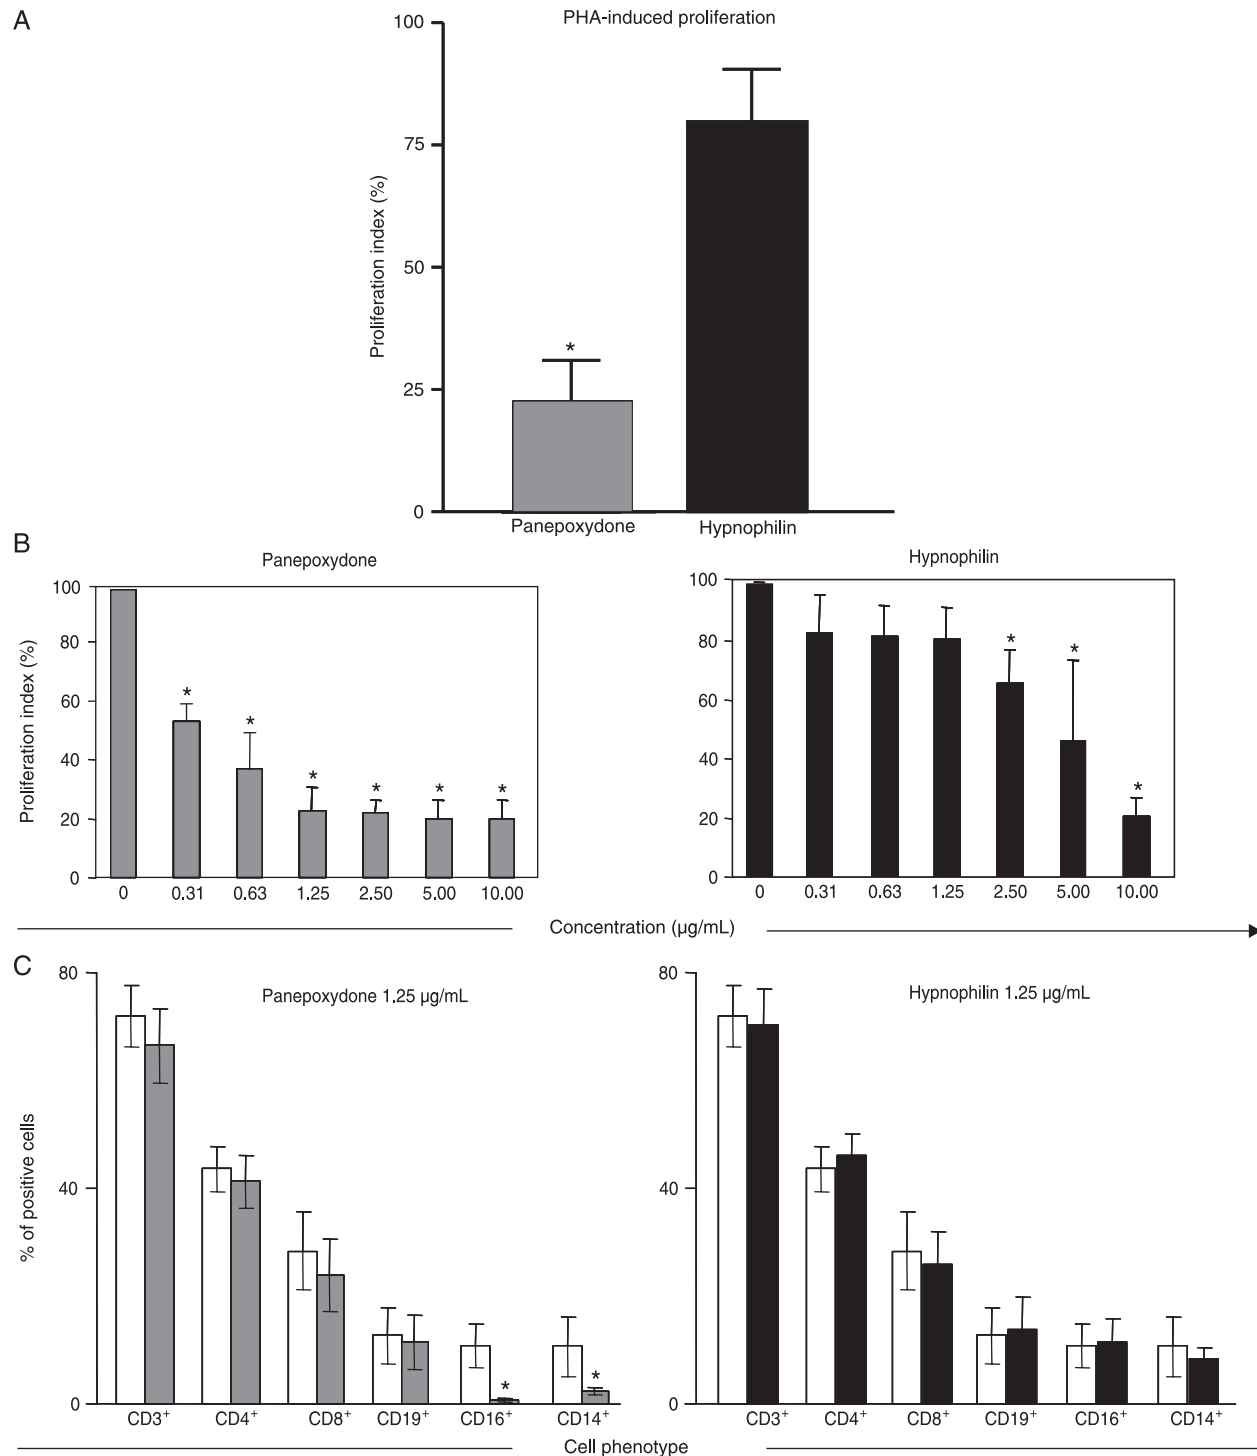 A
PHA-induced proliferation
100
75
50
25
0
Proliferation index (%)
*
Panepoxydone
Hypnophilin
B
Panepoxydone
100
80
60
40
20
0
Proliferation index (%)
* * * * * *
0 0.31 0.63 1.25 2.50 5.00 10.00
Hypnophilin
100
80
60
40
20
0
* * *
0 0.31 0.63 1.25 2.50 5.00 10.00
Concentration (µg/mL)
C
Panepoxydone 1.25 µg/mL
80
40
0
% of positive cells
* *
CD3+ CD4+ CD8+ CD19+ CD16+ CD14+
Hypnophilin 1.25 µg/mL
80
40
0
CD3+ CD4+ CD8+ CD19+ CD16+ CD14+
Cell phenotype